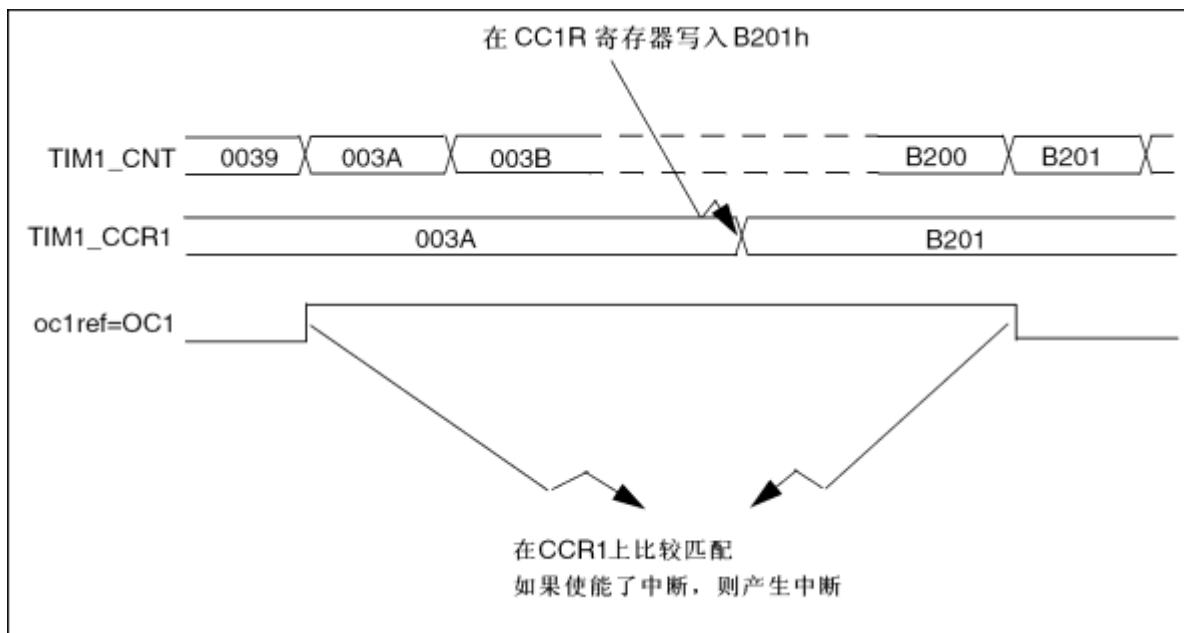 在 CC1R 寄存器写入 B201h
TIM1_CNT 0039 003A 003B B200 B201
TIM1_CCR1 003A B201
oc1ref=OC1
在CCR1上比较匹配
如果使能了中断，则产生中断